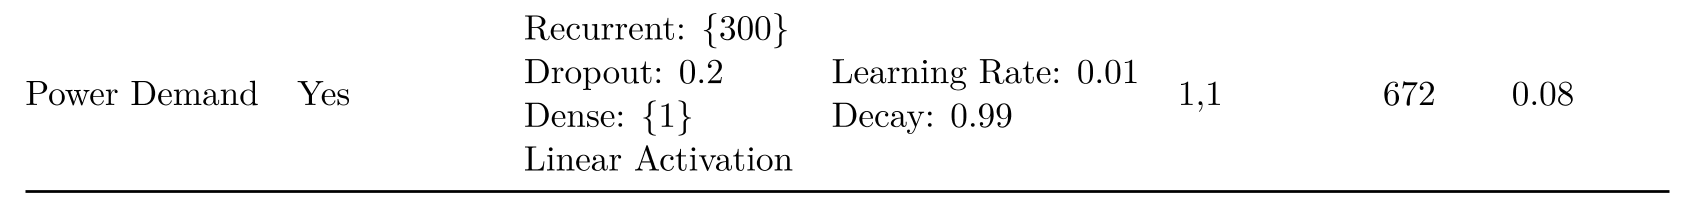 Power Demand Yes Recurrent: {300}
Dropout: 0.2
Dense: {1}
Linear Activation Learning Rate: 0.01
Decay: 0.99 1,1 672 0.08